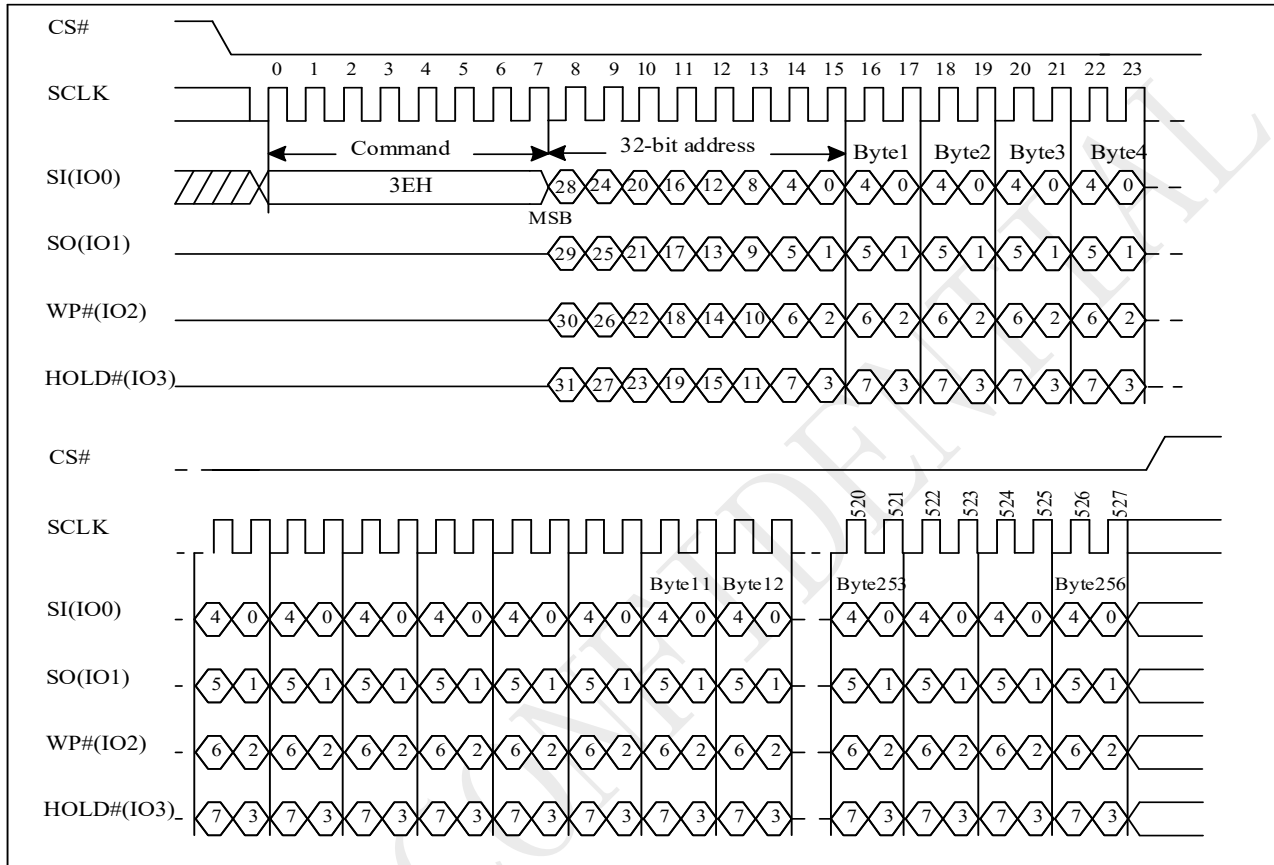 CS#
0 1 2 3 4 5 6 7 8 9 10 11 12 13 14 15 16 17 18 19 20 21 22 23
SCLK
Command 32-bit address Byte1 Byte2 Byte3 Byte4
SI(IO0) 3EH 28 24 20 16 12 8 4 0 4 0 4 0 4 0 4 0
MSB
SO(IO1) 29 25 21 17 13 9 5 1 5 1 5 1 5 1 5 1
WP#(IO2) 30 26 22 18 14 10 6 2 6 2 6 2 6 2 6 2
HOLD#(IO3) 31 27 23 19 15 11 7 3 7 3 7 3 7 3 7 3
CS#
520 521 522 523 524 525 526 527
SCLK
Byte11 Byte12 Byte253 Byte256
SI(IO0) 4 0 4 0 4 0 4 0 4 0 4 0 4 0 4 0 4 0 4 0 4 0 4 0
SO(IO1) 5 1 5 1 5 1 5 1 5 1 5 1 5 1 5 1 5 1 5 1 5 1 5 1
WP#(IO2) 6 2 6 2 6 2 6 2 6 2 6 2 6 2 6 2 6 2 6 2 6 2 6 2
HOLD#(IO3) 7 3 7 3 7 3 7 3 7 3 7 3 7 3 7 3 7 3 7 3 7 3 7 3
CONFIDENTIAL